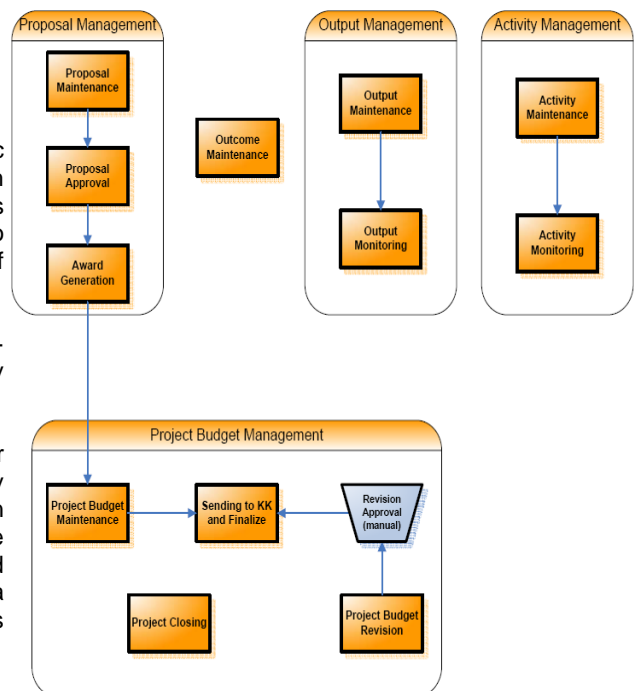 Proposal Management
Output Management
Activity Management
Proposal
Maintenance
Proposal
Approval
Award
Generation
Outcome
Maintenance
Output
Maintenance
Output
Monitoring
Activity
Maintenance
Activity
Monitoring
Project Budget Management
Project Budget
Maintenance
Sending to KK
and Finalize
Revision
Approval
(manual)
Project Closing
Project Budget
Revision